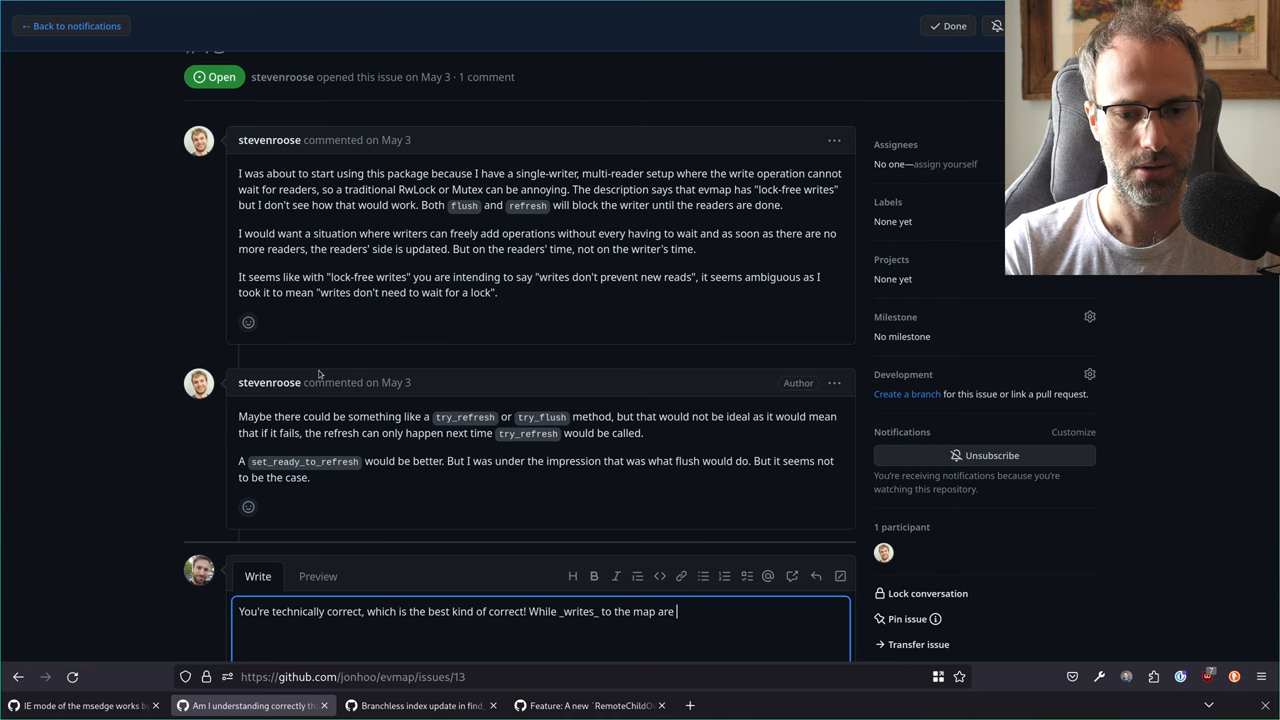 ← Back to notifications
Done
Open
stevenroose opened this issue on May 3 · 1 comment
stevenroose commented on May 3
I was about to start using this package because I have a single-writer, multi-reader setup where the write operation cannot
wait for readers, so a traditional RwLock or Mutex can be annoying. The description says that evmap has "lock-free writes"
but I don't see how that would work. Both flush and refresh will block the writer until the readers are done.
I would want a situation where writers can freely add operations without every having to wait and as soon as there are no
more readers, the readers' side is updated. But on the readers' time, not on the writer's time.
It seems like with "lock-free writes" you are intending to say "writes don't prevent new reads", it seems ambiguous as I
took it to mean "writes don't need to wait for a lock".
stevenroose commented on May 3
Author
Maybe there could be something like a try_refresh or try_flush method, but that would not be ideal as it would mean
that if it fails, the refresh can only happen next time try_refresh would be called.
A set_ready_to_refresh would be better. But I was under the impression that was what flush would do. But it seems not
to be the case.
Write
Preview
You're technically correct, which is the best kind of correct! While _writes_ to the map are
Assignees
No one—assign yourself
Labels
None yet
Projects
None yet
Milestone
No milestone
Development
Create a branch for this issue or link a pull request.
Notifications
Customize
Unsubscribe
You're receiving notifications because you're
watching this repository.
1 participant
Lock conversation
Pin issue
Transfer issue
https://github.com/jonhoo/evmap/issues/13
7
IE mode of the msedge works by
Am I understanding correctly th
Branchless index update in find_
Feature: A new `RemoteChildO